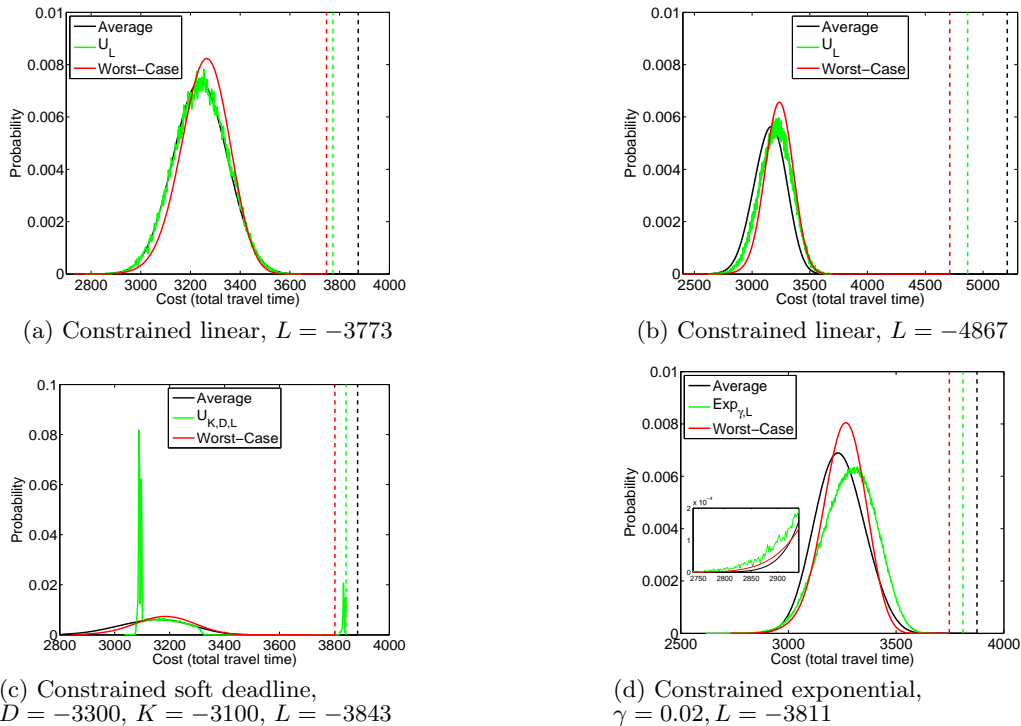 0.01
0.008
0.006
0.004
0.002
0
Probability
2800 3000 3200 3400 3600 3800 4000
Cost (total travel time)
Average
U_L
Worst−Case
(a) Constrained linear, L = −3773
0.01
0.008
0.006
0.004
0.002
0
Probability
2500 3000 3500 4000 4500 5000
Cost (total travel time)
Average
U_L
Worst−Case
(b) Constrained linear, L = −4867
0.1
0.08
0.06
0.04
0.02
0
Probability
2800 3000 3200 3400 3600 3800 4000
Cost (total travel time)
Average
U_{K,D,L}
Worst−Case
(c) Constrained soft deadline,
D = −3300, K = −3100, L = −3843
0.01
0.008
0.006
0.004
0.002
0
Probability
2500 3000 3500 4000
Cost (total travel time)
Average
Exp_{γ,L}
Worst−Case
2 x 10^{−4}
1
0
2740 2800 2850 2900
(d) Constrained exponential,
γ = 0.02, L = −3811